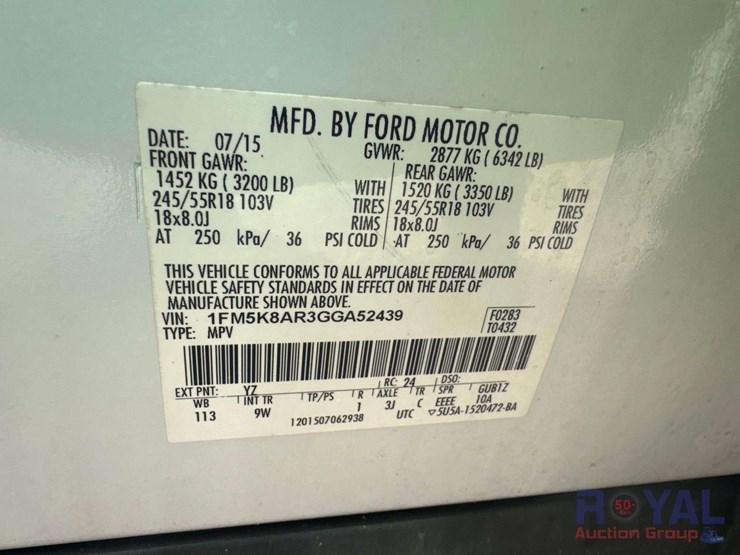 MFD. BY FORD MOTOR CO.
DATE: 07/15 GVWR: 2877 KG ( 6342 LB)
FRONT GAWR: REAR GAWR:
1452 KG ( 3200 LB) WITH 1520 KG ( 3350 LB) WITH
245/55R18 103V TIRES 245/55R18 103V TIRES
18x8.0J RIMS 18x8.0J RIMS
AT 250 kPa/ 36 PSI COLD AT 250 kPa/ 36 PSI COLD
THIS VEHICLE CONFORMS TO ALL APPLICABLE FEDERAL MOTOR
VEHICLE SAFETY STANDARDS IN EFFECT ON THE DATE OF
MANUFACTURE SHOWN ABOVE.
VIN: 1FM5K8AR3GGA52439 F0283
TYPE: MPV T0432
EXT PNT: YZ RC: 24 DSO:
WB INT TR TP/PS R AXLE TR SPR GUB1Z
113 9W 1 3J C EEEE 10A
1201507062938 UTC ▽5U5A-1520472-BA
ROYAL
50
Auction Group